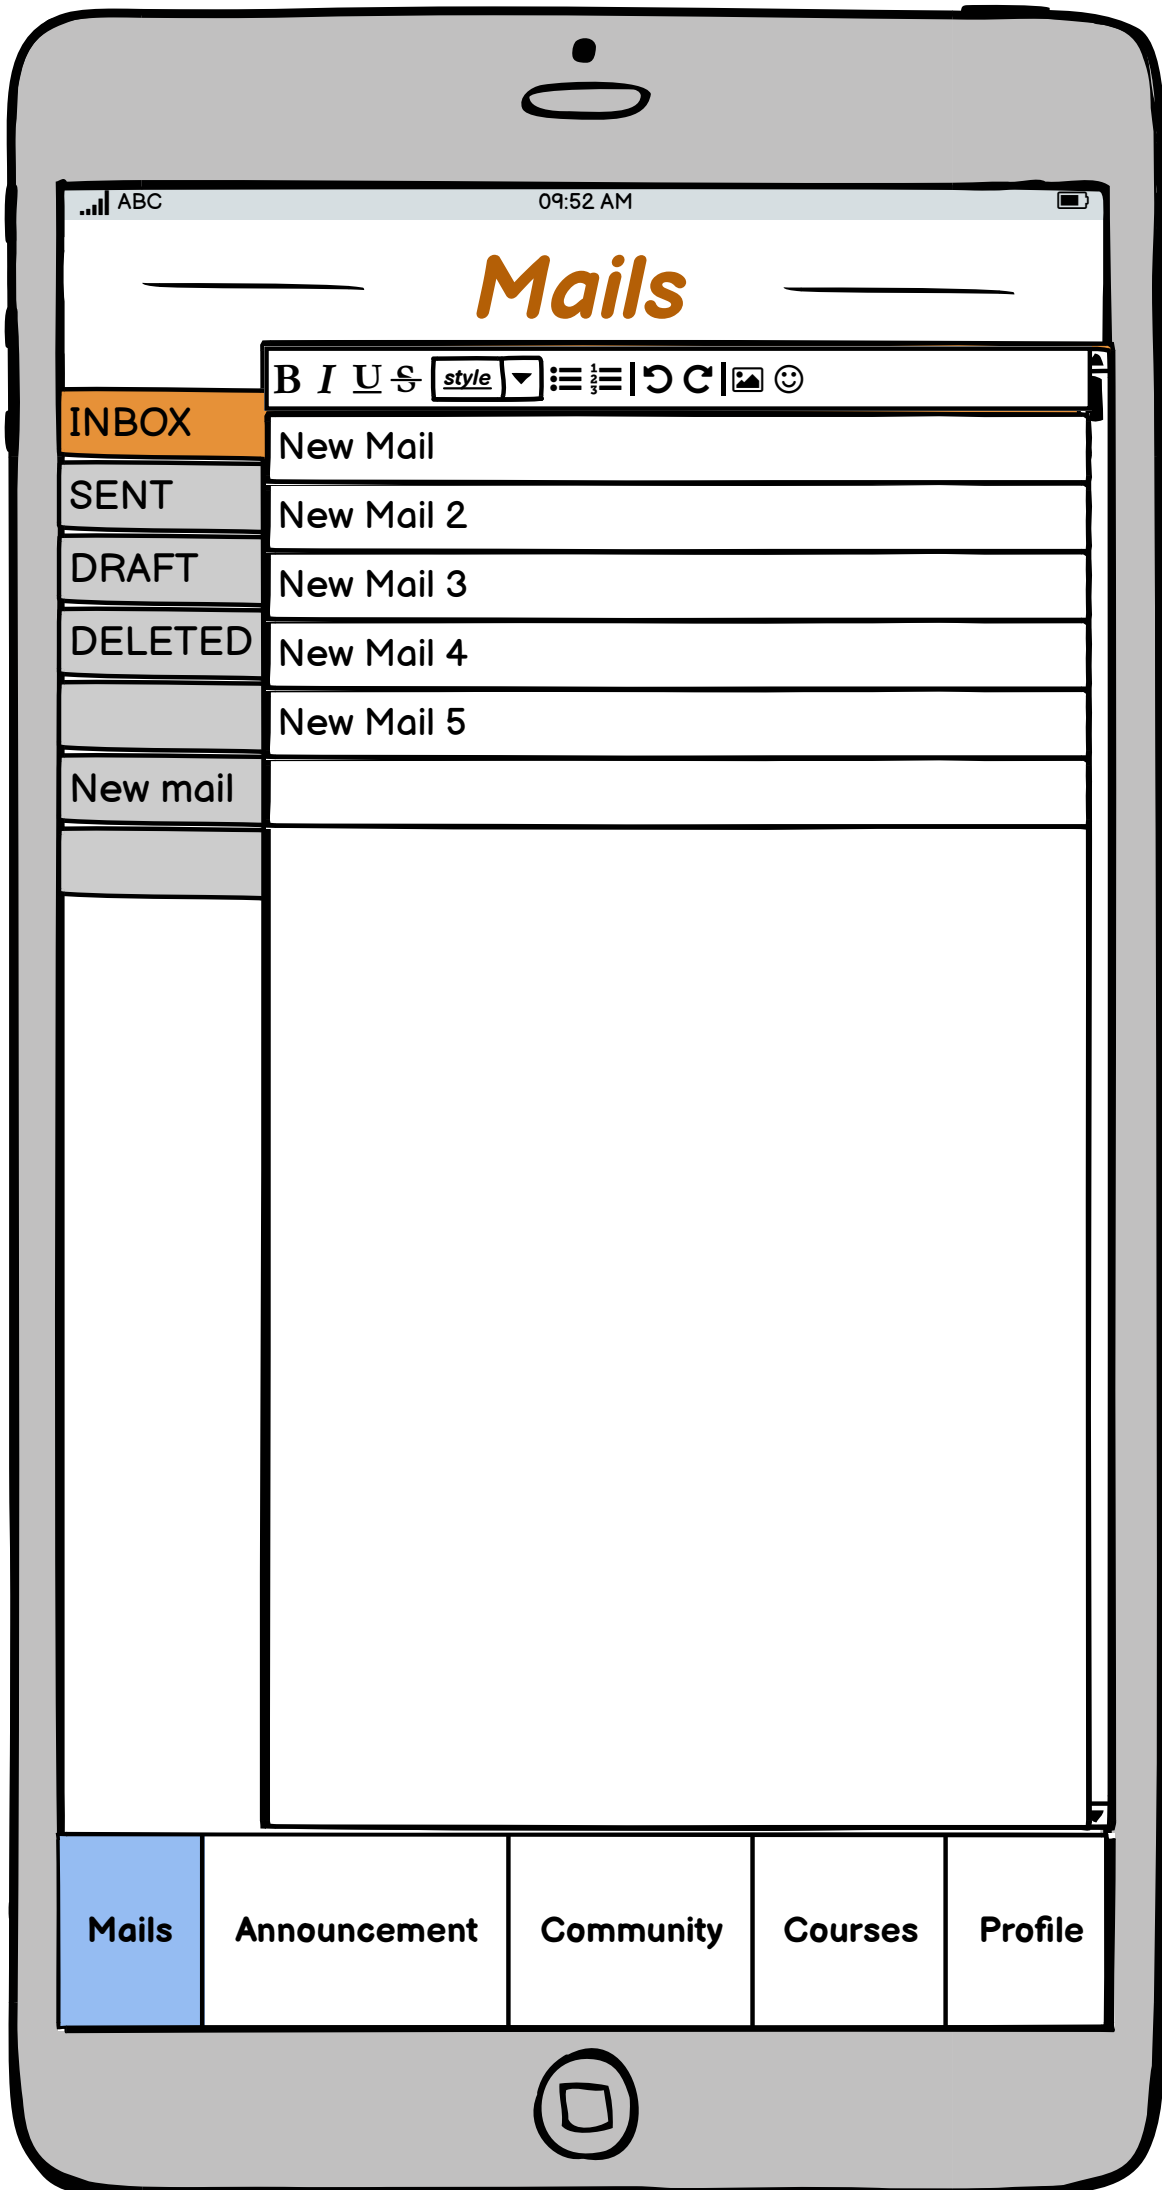 ABC 09:52 AM
Mails
B I U S style
INBOX
SENT
DRAFT
DELETED
New mail
New Mail
New Mail 2
New Mail 3
New Mail 4
New Mail 5
Mails Announcement Community Courses Profile